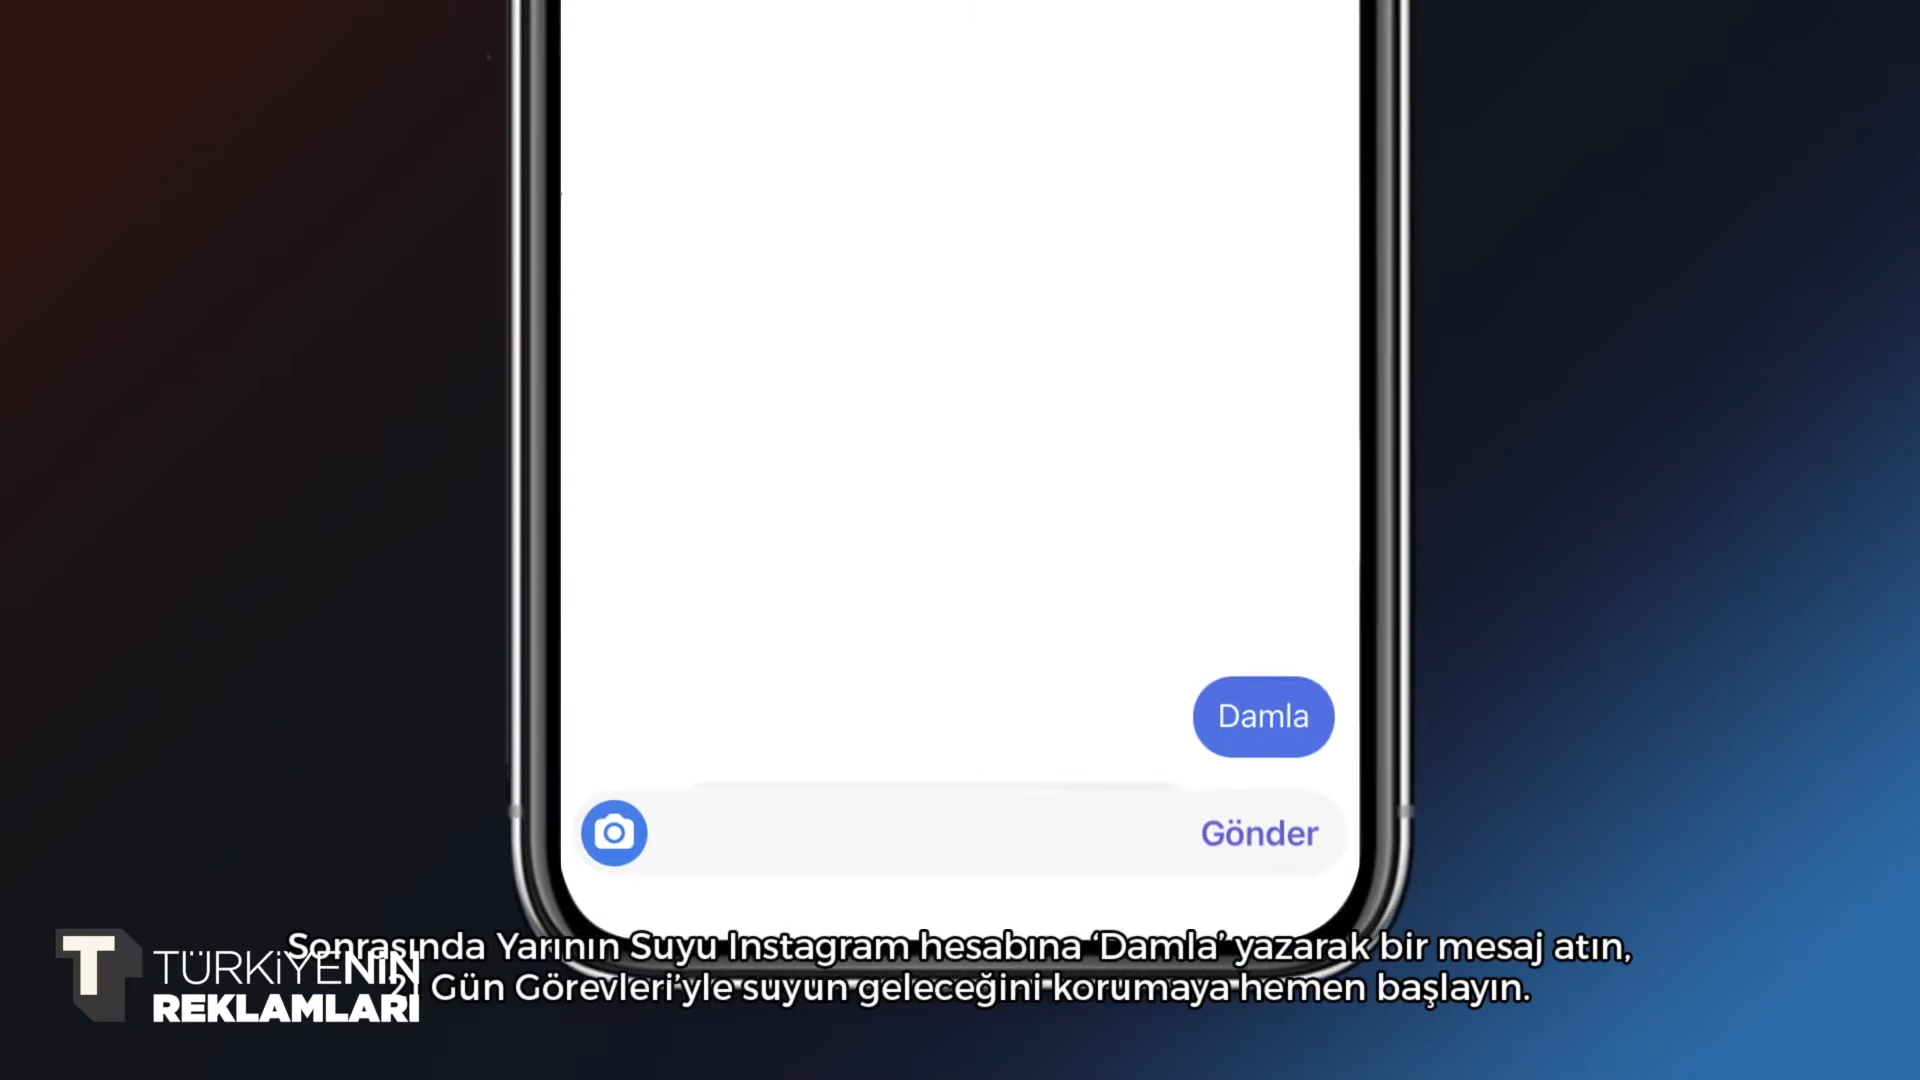 Damla
Gönder
Sonrasında Yarının Suyu Instagram hesabına ‘Damla’ yazarak bir mesaj atın,
21 Gün Görevleri’yle suyun geleceğini korumaya hemen başlayın.
T
TÜRKİYENİN
REKLAMLARI